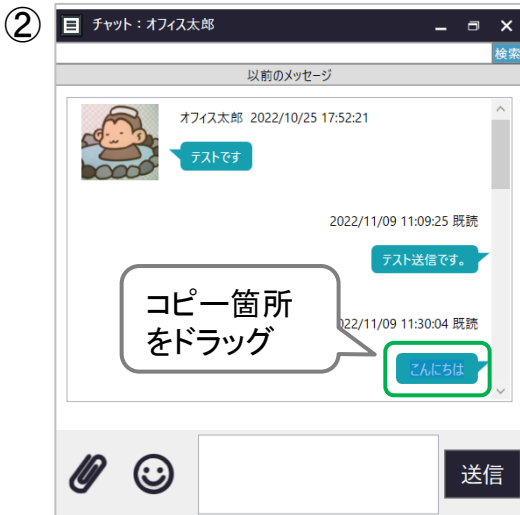 ②
チャット：オフィス太郎
検索
以前のメッセージ
オフィス太郎 2022/10/25 17:52:21
テストです
2022/11/09 11:09:25 既読
テスト送信です。
コピー箇所
をドラッグ
022/11/09 11:30:04 既読
こんにちは
送信